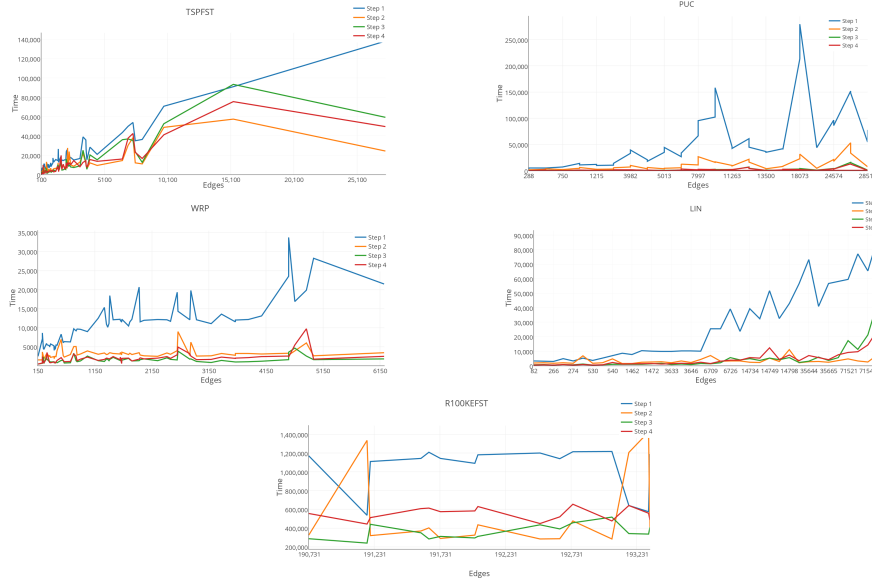 TSPFST
Step 1
Step 2
Step 3
Step 4
140,000
120,000
100,000
80,000
60,000
40,000
20,000
0
Time
100 5100 10,100 15,100 20,100 25,100
Edges
PUC
Step 1
Step 2
Step 3
Step 4
250,000
200,000
150,000
100,000
50,000
0
Time
288 750 1215 3982 5013 7997 11263 13500 18073 24574 2851
Edges
WRP
Step 1
Step 2
Step 3
Step 4
35,000
30,000
25,000
20,000
15,000
10,000
5000
0
Time
150 1150 2150 3150 4150 5150 6150
Edges
LIN
Ste
Ste
Ste
Ste
90,000
80,000
70,000
60,000
50,000
40,000
30,000
20,000
10,000
0
Time
266 274 530 540 1462 1472 3633 3646 6709 6726 14734 14749 14798 35644 35665 71521
Edges
R100KEFST
Step 1
Step 2
Step 3
Step 4
1,400,000
1,200,000
1,000,000
800,000
600,000
400,000
200,000
Time
190,731 191,231 191,731 192,231 192,731 193,231
Edges